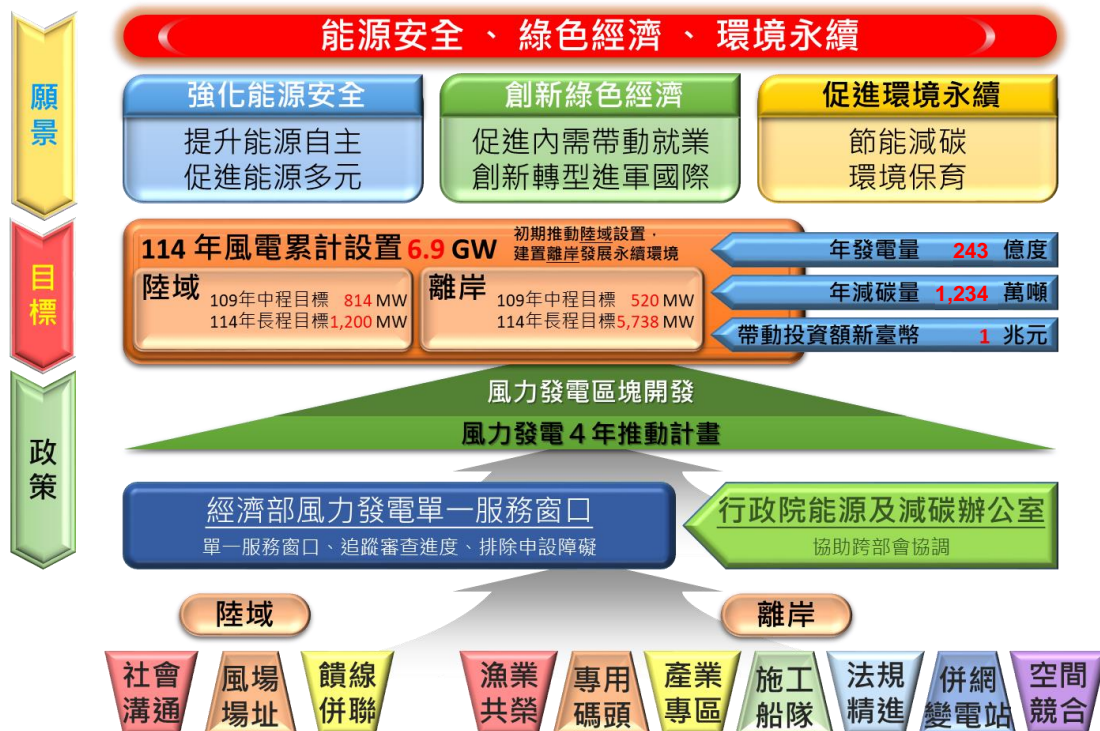 能源安全 、 綠色經濟 、 環境永續
願景
強化能源安全
提升能源自主
促進能源多元
創新綠色經濟
促進內需帶動就業
創新轉型進軍國際
促進環境永續
節能減碳
環境保育
目標
114 年風電累計設置 6.9 GW
初期推動陸域設置，
建置離岸發展永續環境
陸域
109年中程目標 814 MW
114年長程目標1,200 MW
離岸
109年中程目標 520 MW
114年長程目標5,738 MW
年發電量 243 億度
年減碳量 1,234 萬噸
帶動投資額新臺幣 1 兆元
政策
風力發電區塊開發
風力發電４年推動計畫
經濟部風力發電單一服務窗口
單一服務窗口、追蹤審查進度、排除申設障礙
行政院能源及減碳辦公室
協助跨部會協調
陸域
社會
溝通
風場
場址
饋線
併聯
離岸
漁業
共榮
專用
碼頭
產業
專區
施工
船隊
法規
精進
併網
變電站
空間
競合